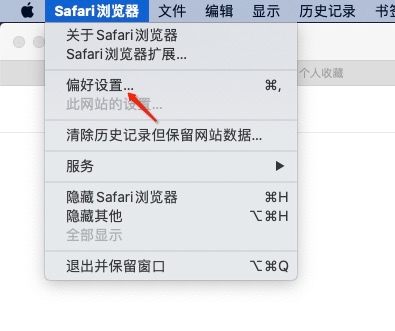 Safari浏览器 文件 编辑 显示 历史记录
关于Safari浏览器
Safari浏览器扩展...
个人收藏
偏好设置... ⌘,
此网站的设置...
清除历史记录但保留网站数据...
服务 ▶
隐藏Safari浏览器 ⌘H
隐藏其他 ⌥⌘H
全部显示
退出并保留窗口 ⌥⌘Q